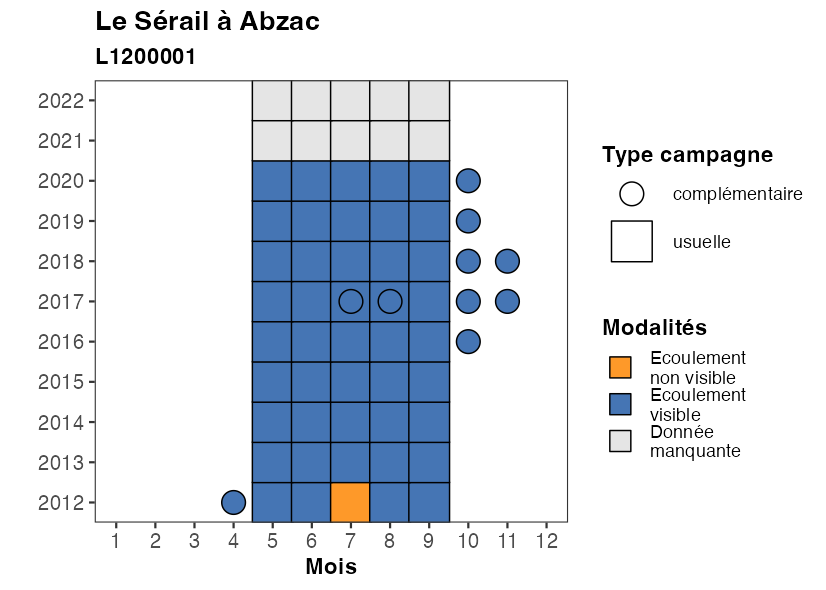 Le Sérail à Abzac
L1200001
2022
2021
2020
2019
2018
2017
2016
2015
2014
2013
2012
1 2 3 4 5 6 7 8 9 10 11 12
Mois
Type campagne
complémentaire
usuelle
Modalités
Ecoulement
non visible
Ecoulement
visible
Donnée
manquante